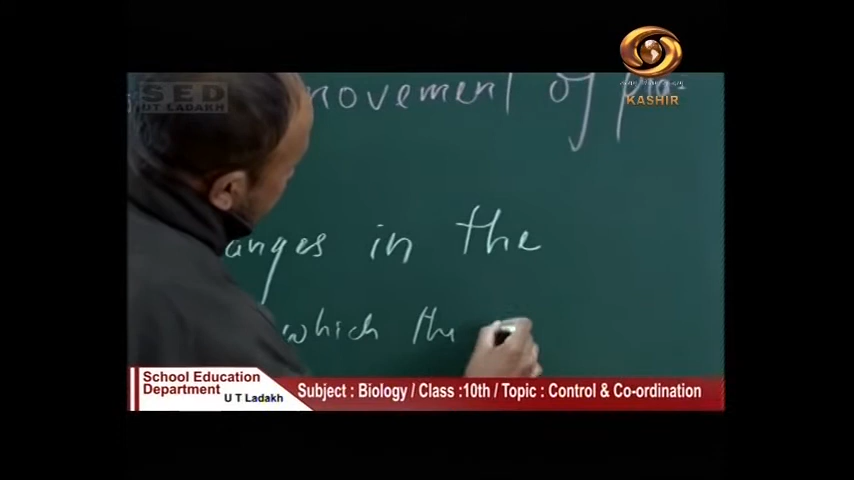 SED
UT LADAKH
KASHIR
movement of
anges in the
which the
School Education
Department
U T Ladakh
Subject : Biology / Class :10th / Topic : Control & Co-ordination